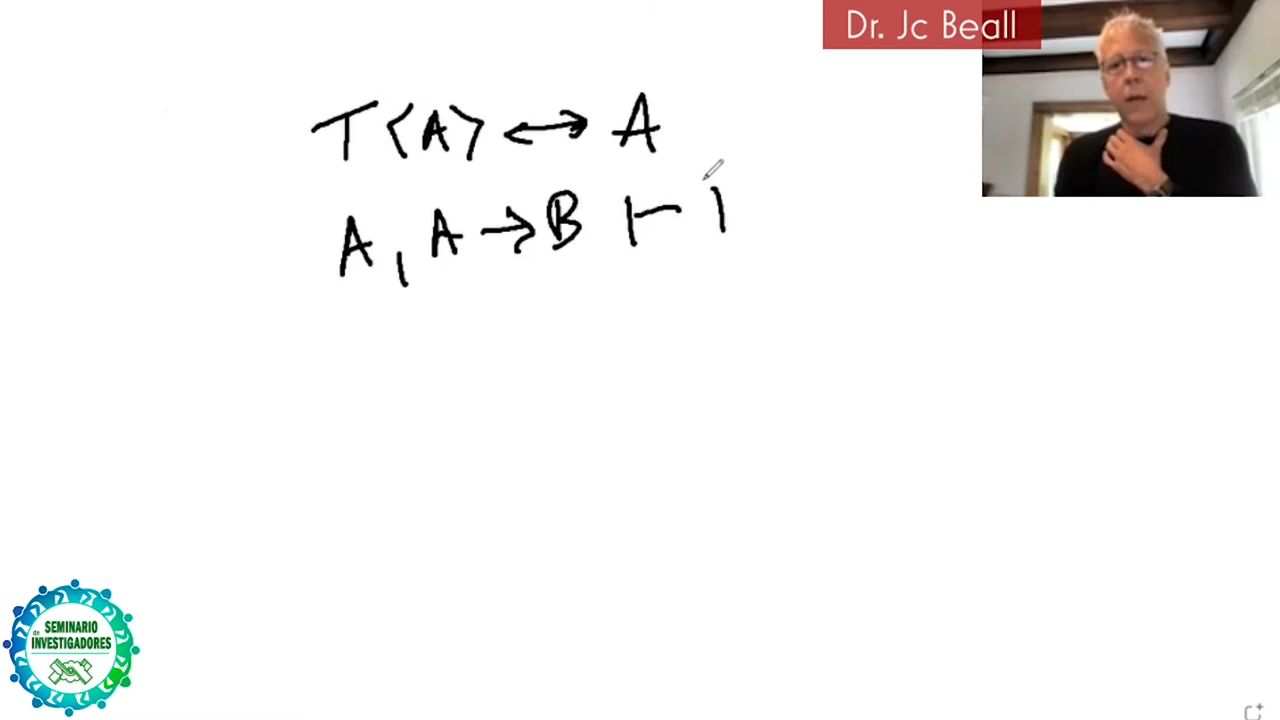 Dr. Jc Beall
T⟨A⟩ ↔ A
A, A → B ⊢
SEMINARIO
de
INVESTIGADORES